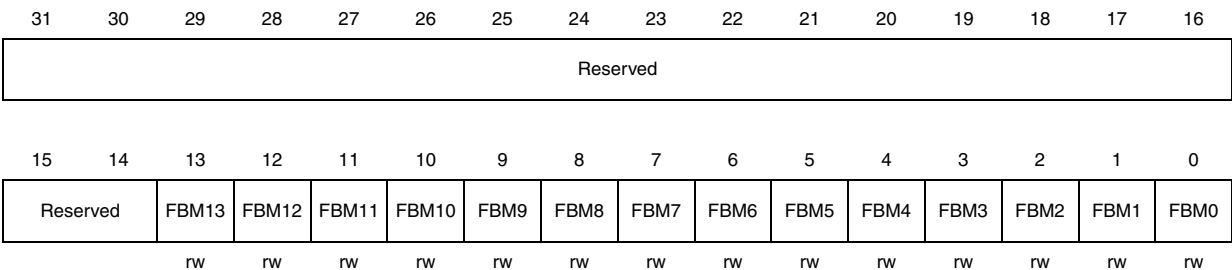 31 30 29 28 27 26 25 24 23 22 21 20 19 18 17 16
Reserved
15 14 13 12 11 10 9 8 7 6 5 4 3 2 1 0
Reserved FBM13 FBM12 FBM11 FBM10 FBM9 FBM8 FBM7 FBM6 FBM5 FBM4 FBM3 FBM2 FBM1 FBM0
rw rw rw rw rw rw rw rw rw rw rw rw rw rw